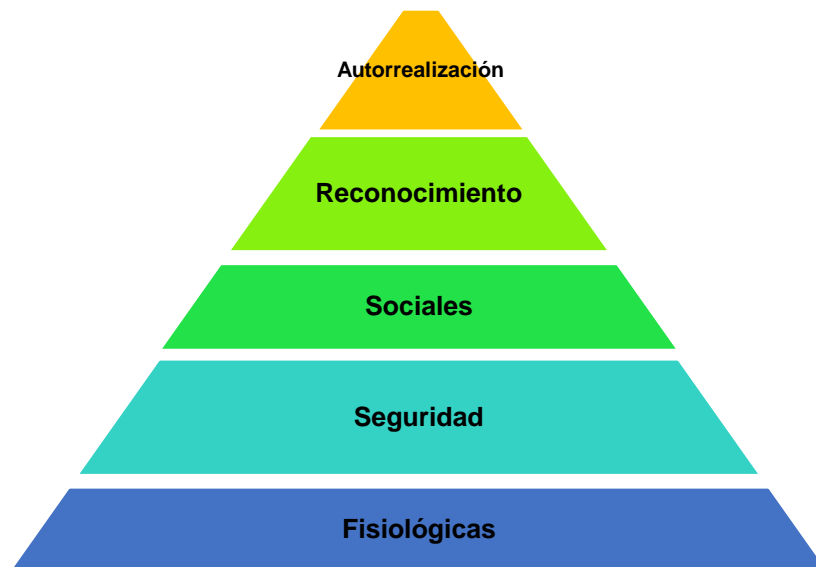 Autorrealización
Reconocimiento
Sociales
Seguridad
Fisiológicas